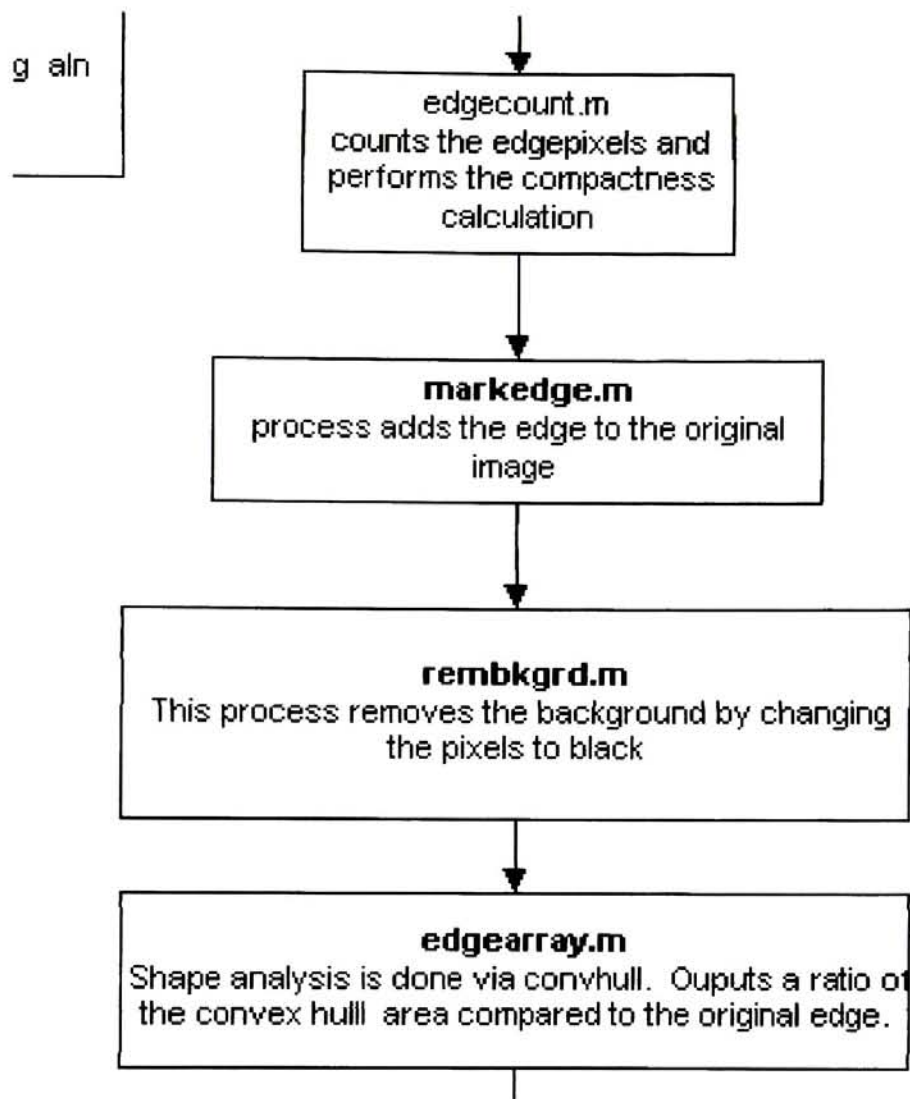 g aln
edgecount.m
counts the edgepixels and
performs the compactness
calculation
markedge.m
process adds the edge to the original
image
rembkgrd.m
This process removes the background by changing
the pixels to black
edgearray.m
Shape analysis is done via convhull. Ouputs a ratio of
the convex hulll area compared to the original edge.